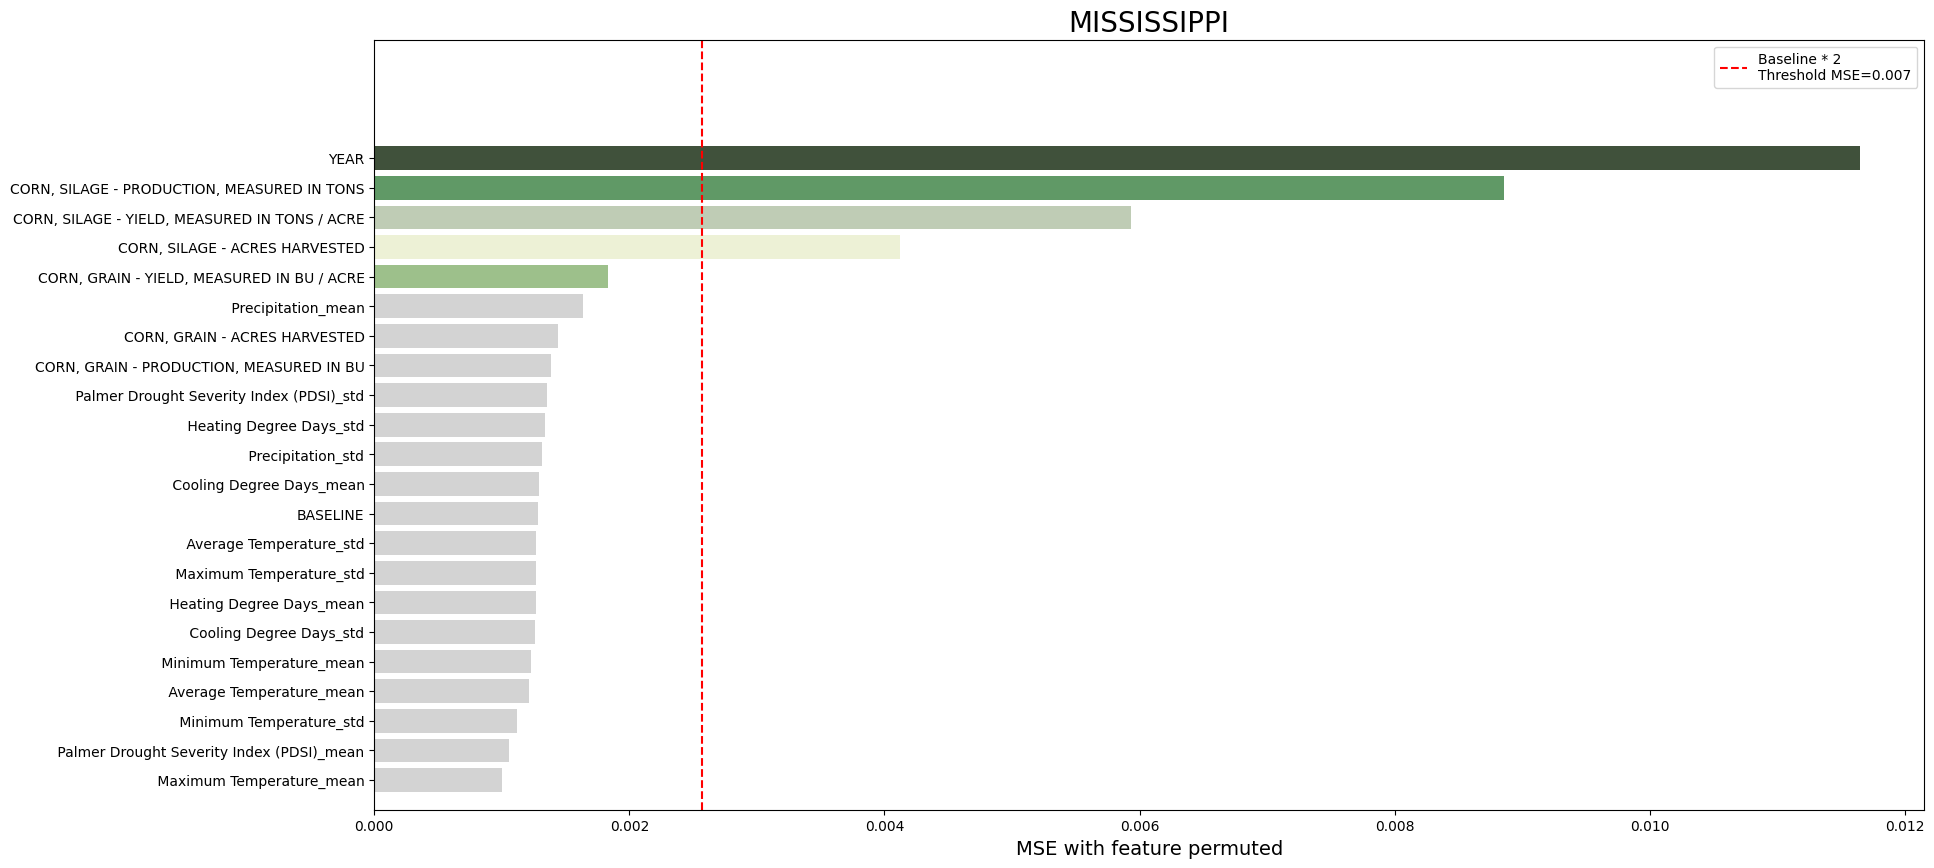 MISSISSIPPI
Baseline * 2
Threshold MSE=0.007
YEAR
CORN, SILAGE - PRODUCTION, MEASURED IN TONS
CORN, SILAGE - YIELD, MEASURED IN TONS / ACRE
CORN, SILAGE - ACRES HARVESTED
CORN, GRAIN - YIELD, MEASURED IN BU / ACRE
Precipitation_mean
CORN, GRAIN - ACRES HARVESTED
CORN, GRAIN - PRODUCTION, MEASURED IN BU
Palmer Drought Severity Index (PDSI)_std
Heating Degree Days_std
Precipitation_std
Cooling Degree Days_mean
BASELINE
Average Temperature_std
Maximum Temperature_std
Heating Degree Days_mean
Cooling Degree Days_std
Minimum Temperature_mean
Average Temperature_mean
Minimum Temperature_std
Palmer Drought Severity Index (PDSI)_mean
Maximum Temperature_mean
0.000 0.002 0.004 0.006 0.008 0.010 0.012
MSE with feature permuted